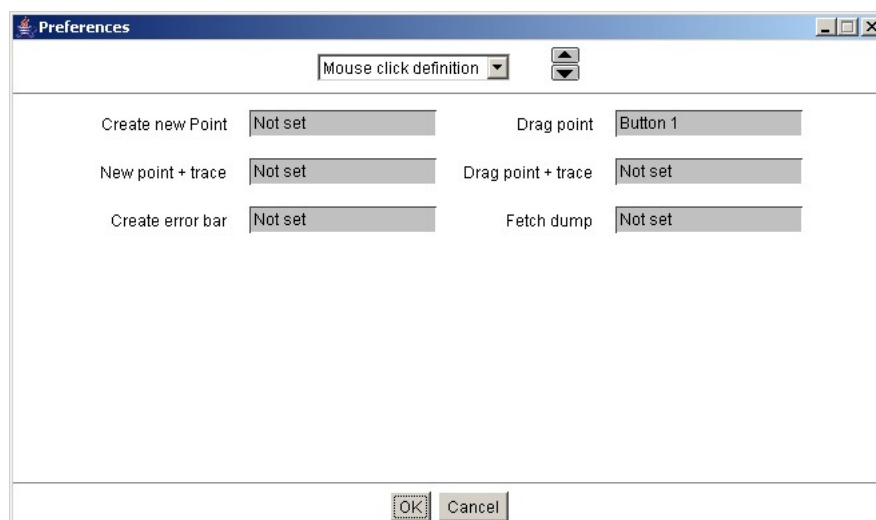 Preferences
Mouse click definition
Create new Point Not set Drag point Button 1
New point + trace Not set Drag point + trace Not set
Create error bar Not set Fetch dump Not set
OK Cancel